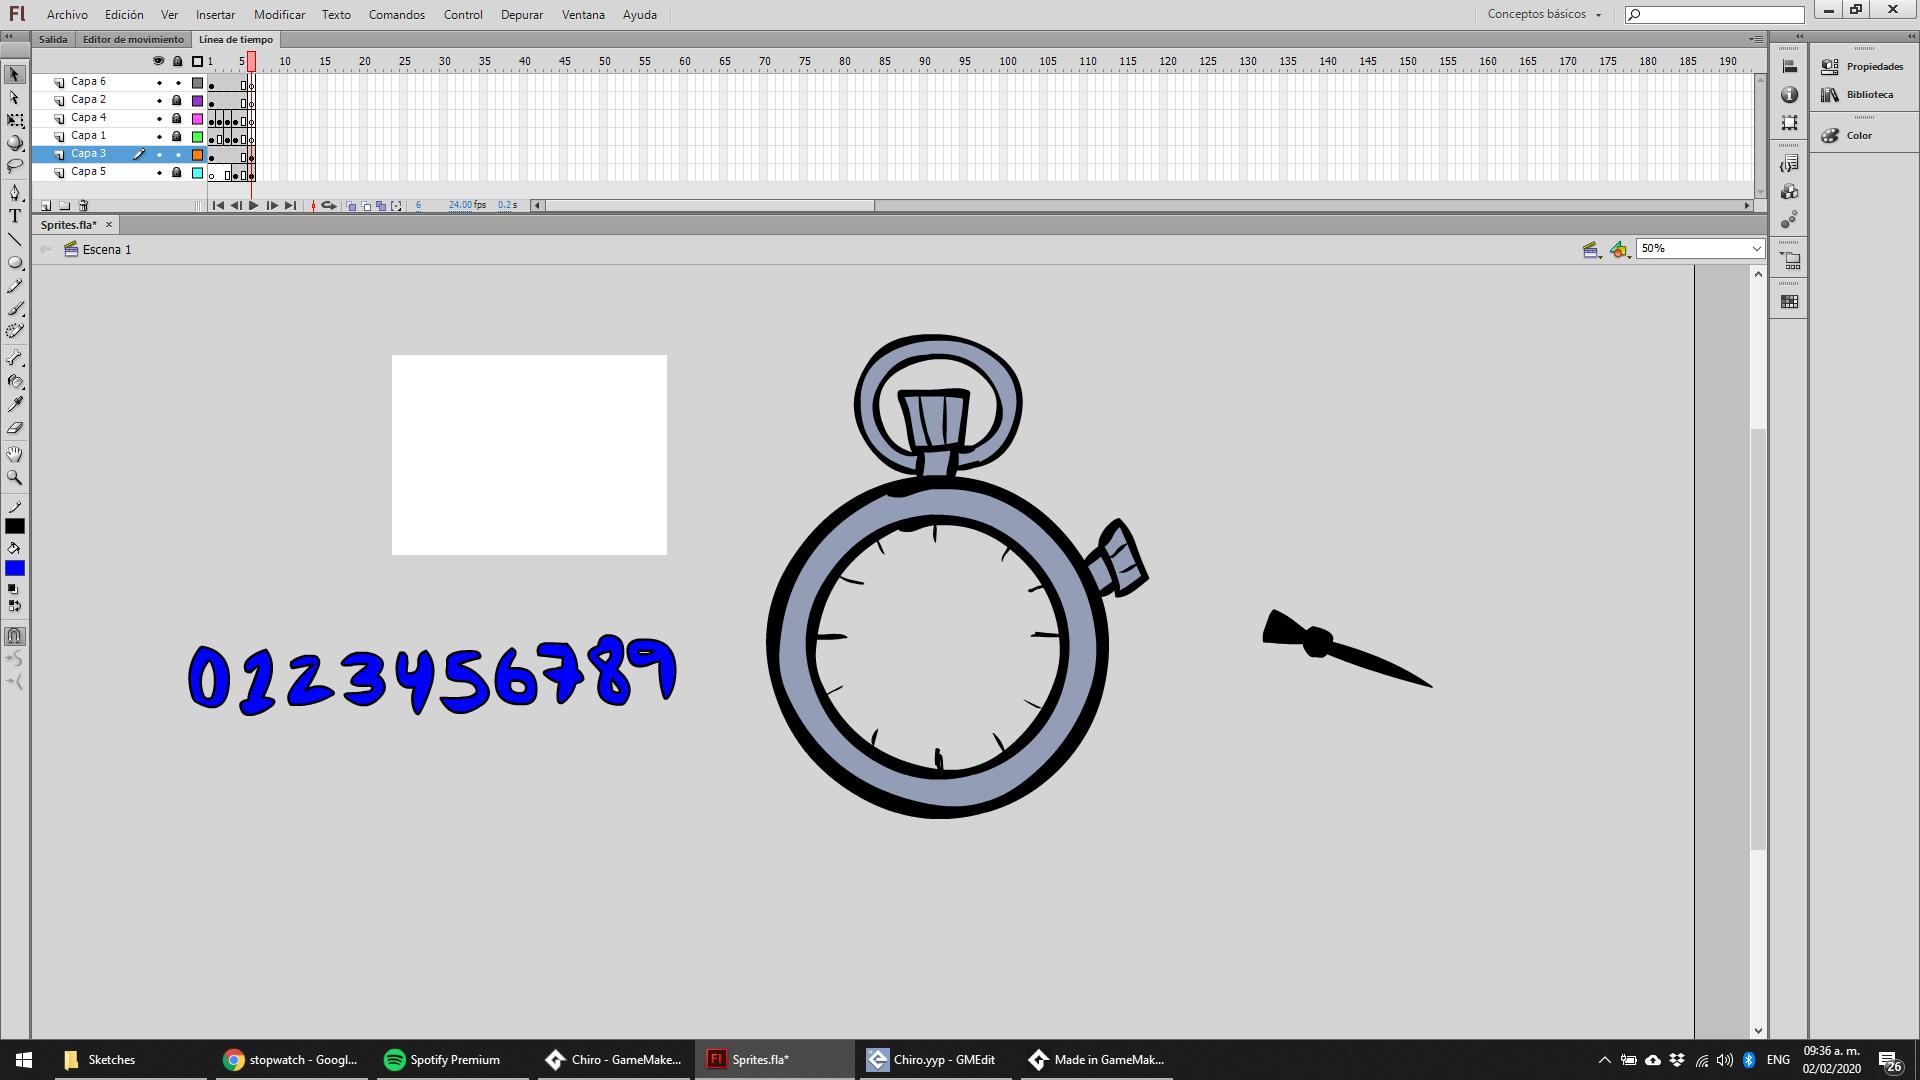 Fl Archivo Edición Ver Insertar Modificar Texto Comandos Control Depurar Ventana Ayuda Conceptos básicos
Salida Editor de movimiento Línea de tiempo
1 5 10 15 20 25 30 35 40 45 50 55 60 65 70 75 80 85 90 95 100 105 110 115 120 125 130 135 140 145 150 155 160 165 170 175 180 185 190
Capa 6
Capa 2
Capa 4
Capa 1
Capa 3
Capa 5
6 24.00 fps 0.2 s
Propiedades
Biblioteca
Color
Sprites.fla* ×
Escena 1 50%
T
0123456789
Sketches stopwatch - Googl... Spotify Premium Chiro - GameMake... Fl Sprites.fla* Chiro.yyp - GMEdit Made in GameMak... ENG 09:36 a. m.
02/02/2020 26